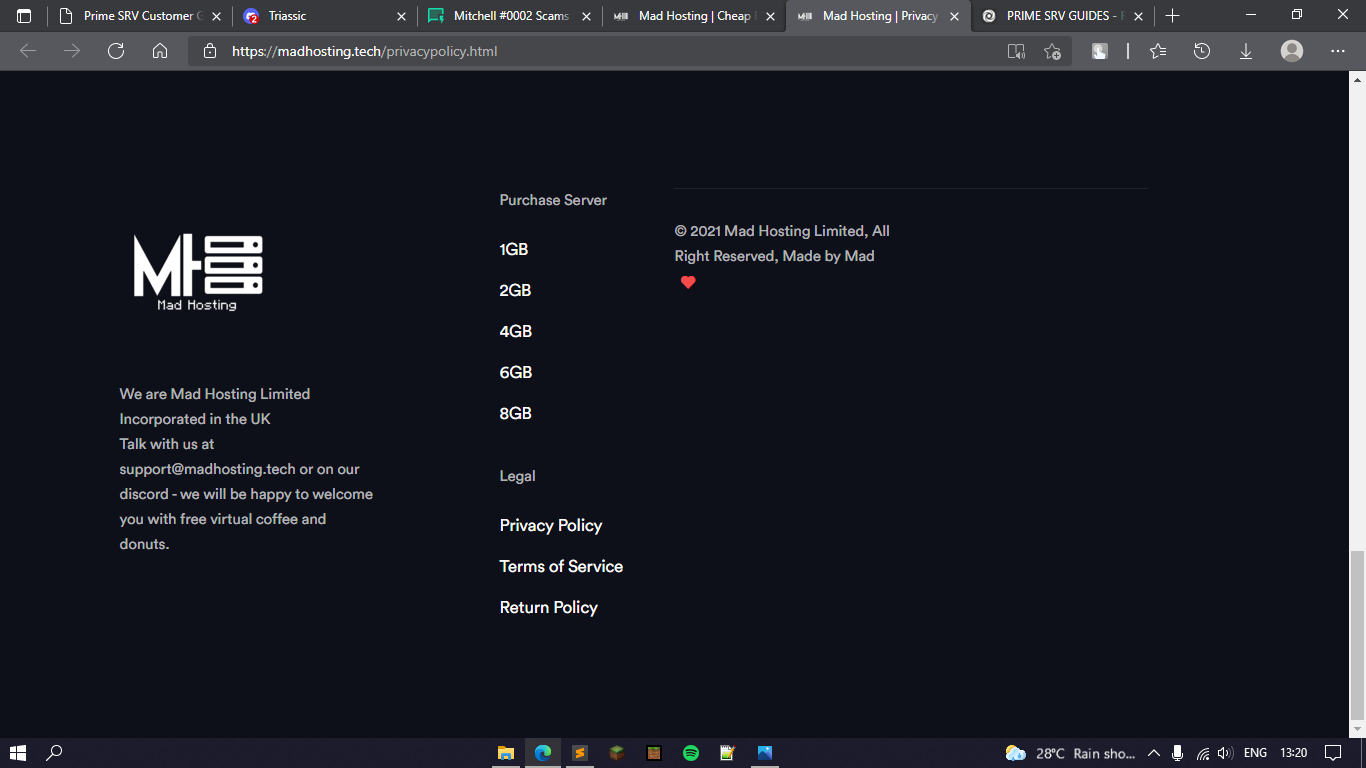 Prime SRV Customer G
Triassic
Mitchell #0002 Scams
Mad Hosting | Cheap
Mad Hosting | Privacy
PRIME SRV GUIDES -
https://madhosting.tech/privacypolicy.html
MH
Mad Hosting
We are Mad Hosting Limited
Incorporated in the UK
Talk with us at
support@madhosting.tech or on our
discord - we will be happy to welcome
you with free virtual coffee and
donuts.
Purchase Server
1GB
2GB
4GB
6GB
8GB
Legal
Privacy Policy
Terms of Service
Return Policy
© 2021 Mad Hosting Limited, All
Right Reserved, Made by Mad
28°C Rain sho...
ENG
13:20